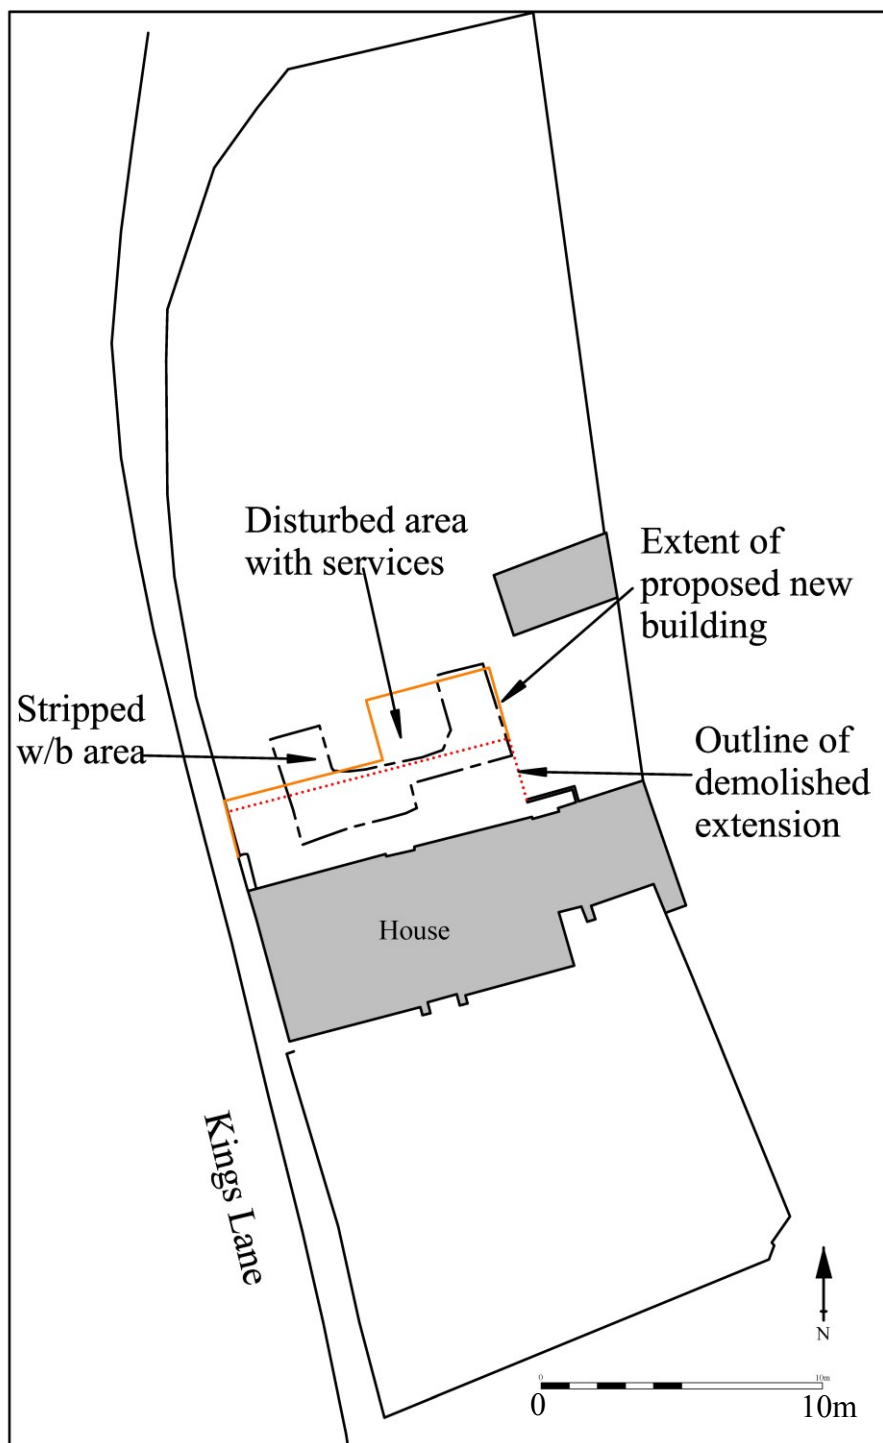 Disturbed area
with services
Extent of
proposed new
building
Stripped
w/b area
Outline of
demolished
extension
House
Kings Lane
N
0
10m
0
10m